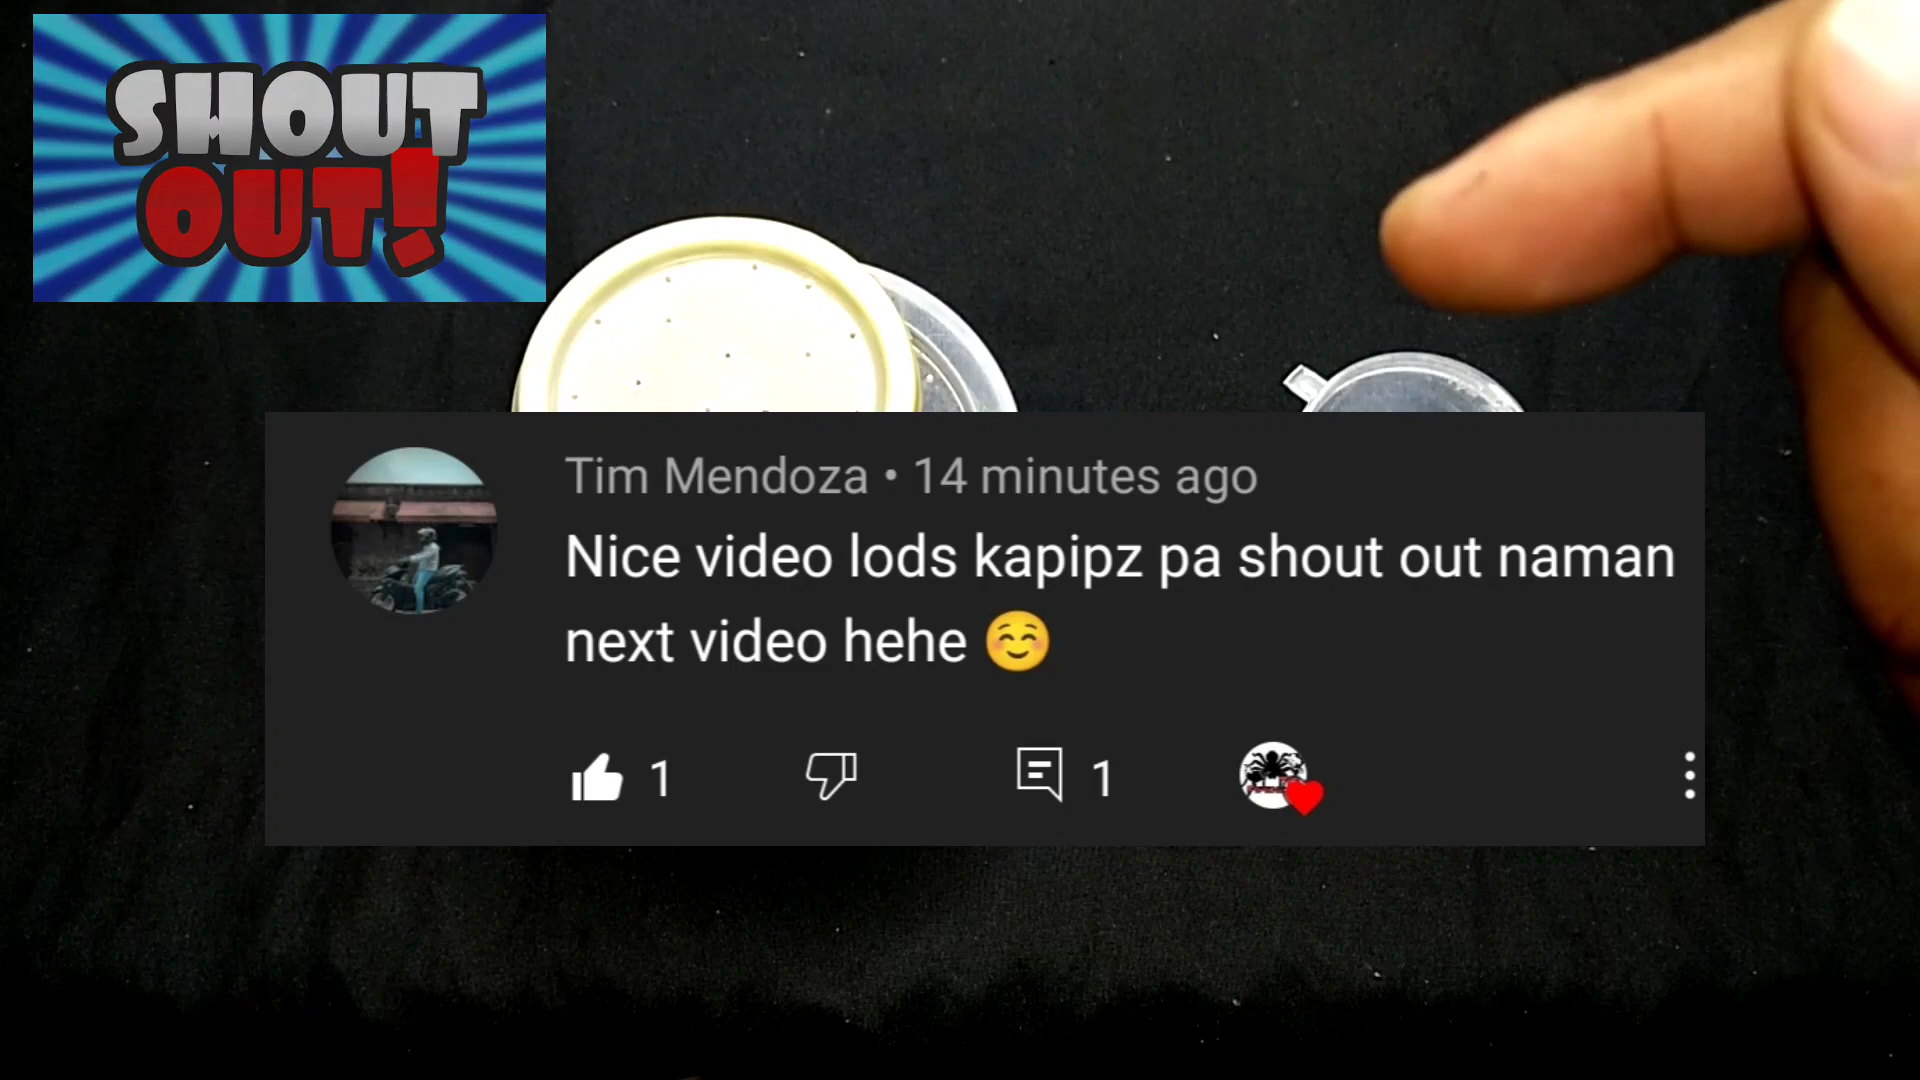 SHOUT
OUT!
Tim Mendoza • 14 minutes ago
Nice video lods kapipz pa shout out naman
next video hehe ☺️
1
1